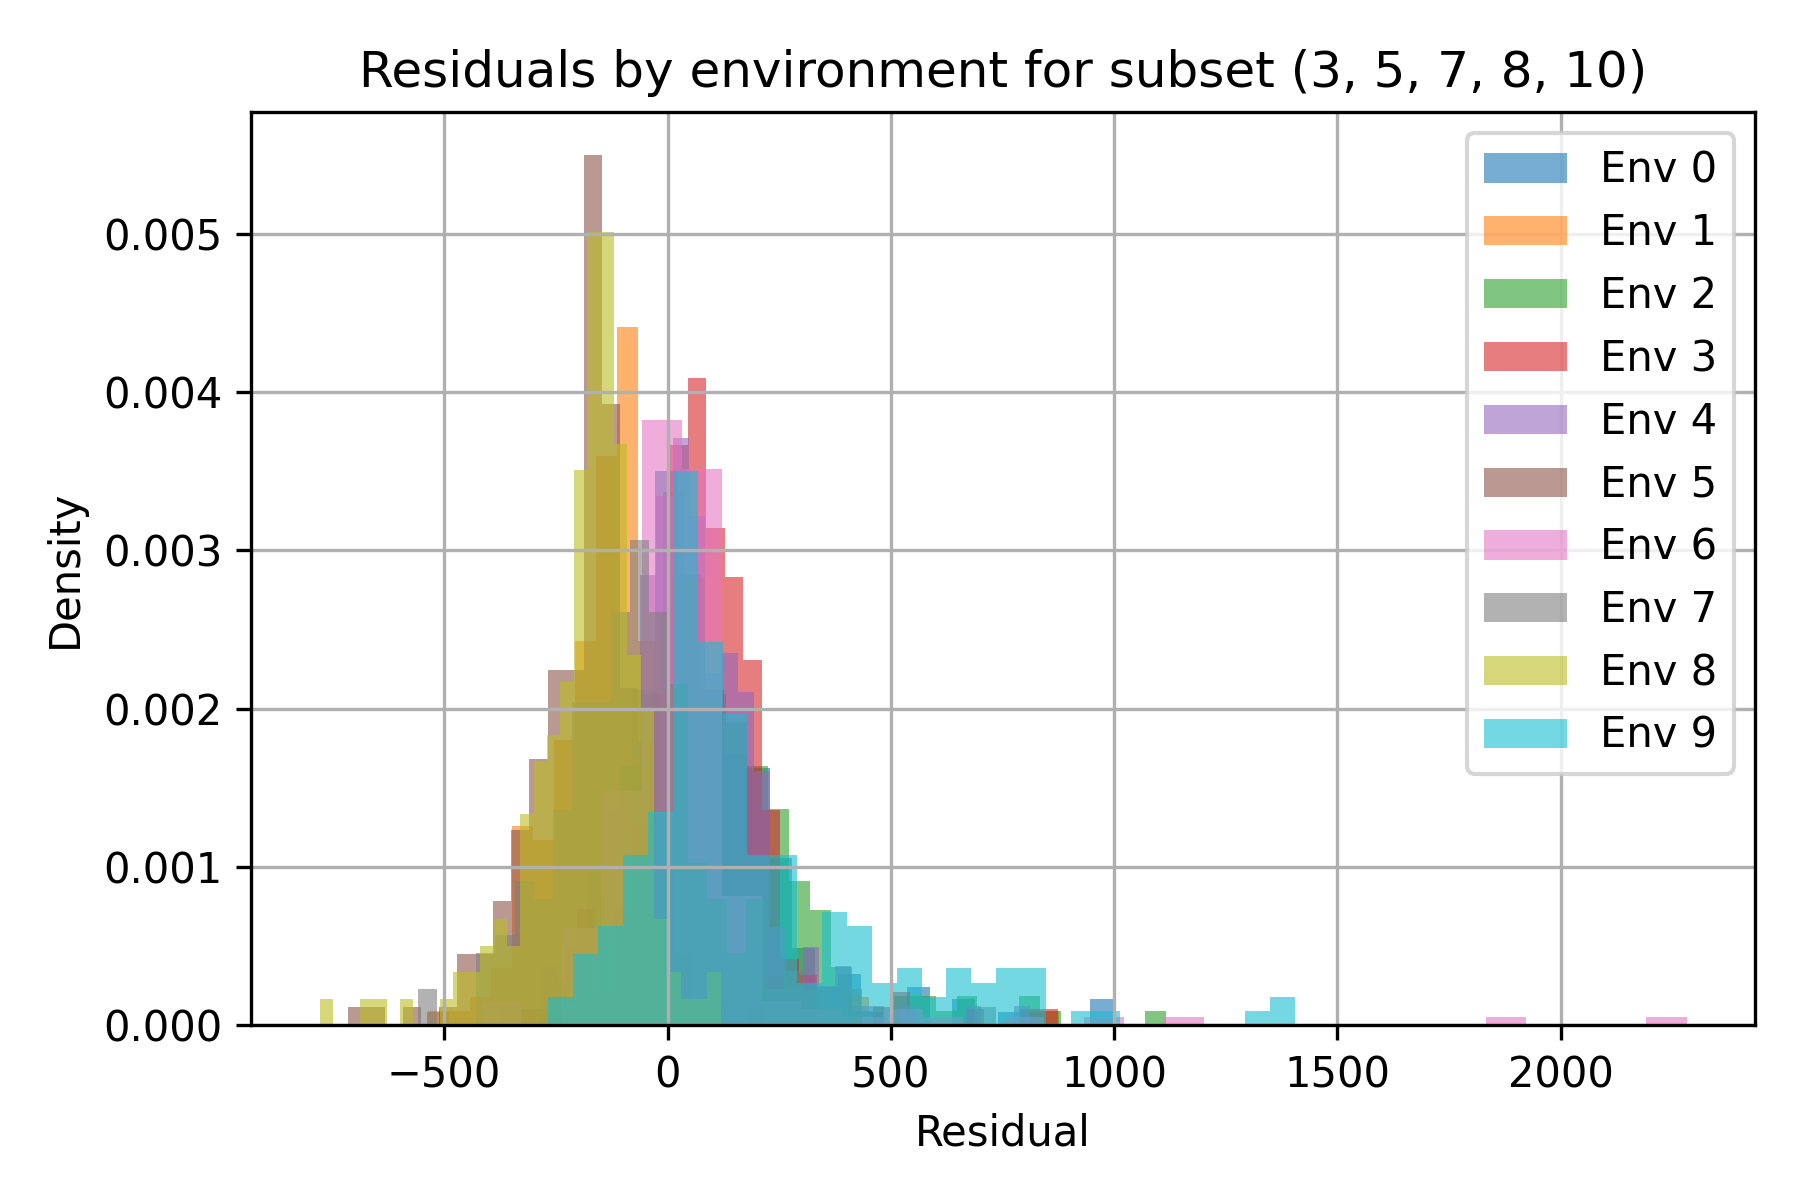 Residuals by environment for subset (3, 5, 7, 8, 10)
Density
0.005
0.004
0.003
0.002
0.001
0.000
−500
0
500
1000
1500
2000
Residual
Env 0
Env 1
Env 2
Env 3
Env 4
Env 5
Env 6
Env 7
Env 8
Env 9